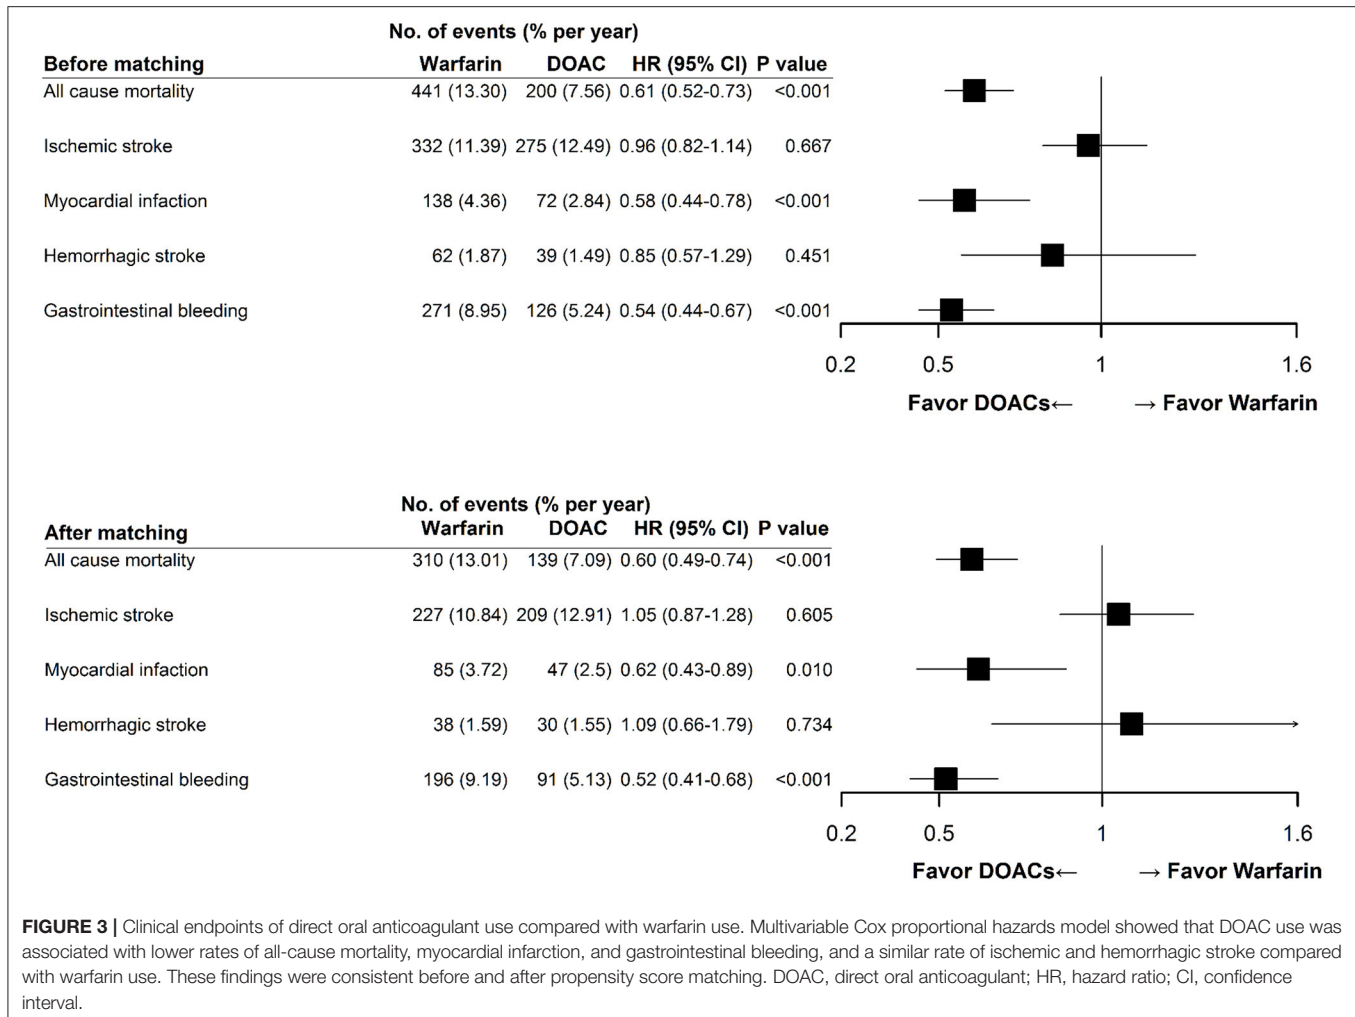 No. of events (% per year)
Before matching Warfarin DOAC HR (95% CI) P value
All cause mortality 441 (13.30) 200 (7.56) 0.61 (0.52-0.73) <0.001
Ischemic stroke 332 (11.39) 275 (12.49) 0.96 (0.82-1.14) 0.667
Myocardial infaction 138 (4.36) 72 (2.84) 0.58 (0.44-0.78) <0.001
Hemorrhagic stroke 62 (1.87) 39 (1.49) 0.85 (0.57-1.29) 0.451
Gastrointestinal bleeding 271 (8.95) 126 (5.24) 0.54 (0.44-0.67) <0.001
0.2 0.5 1 1.6
Favor DOACs← → Favor Warfarin
No. of events (% per year)
After matching Warfarin DOAC HR (95% CI) P value
All cause mortality 310 (13.01) 139 (7.09) 0.60 (0.49-0.74) <0.001
Ischemic stroke 227 (10.84) 209 (12.91) 1.05 (0.87-1.28) 0.605
Myocardial infaction 85 (3.72) 47 (2.5) 0.62 (0.43-0.89) 0.010
Hemorrhagic stroke 38 (1.59) 30 (1.55) 1.09 (0.66-1.79) 0.734
Gastrointestinal bleeding 196 (9.19) 91 (5.13) 0.52 (0.41-0.68) <0.001
0.2 0.5 1 1.6
Favor DOACs← → Favor Warfarin
FIGURE 3 | Clinical endpoints of direct oral anticoagulant use compared with warfarin use. Multivariable Cox proportional hazards model showed that DOAC use was
associated with lower rates of all-cause mortality, myocardial infarction, and gastrointestinal bleeding, and a similar rate of ischemic and hemorrhagic stroke compared
with warfarin use. These findings were consistent before and after propensity score matching. DOAC, direct oral anticoagulant; HR, hazard ratio; CI, confidence
interval.